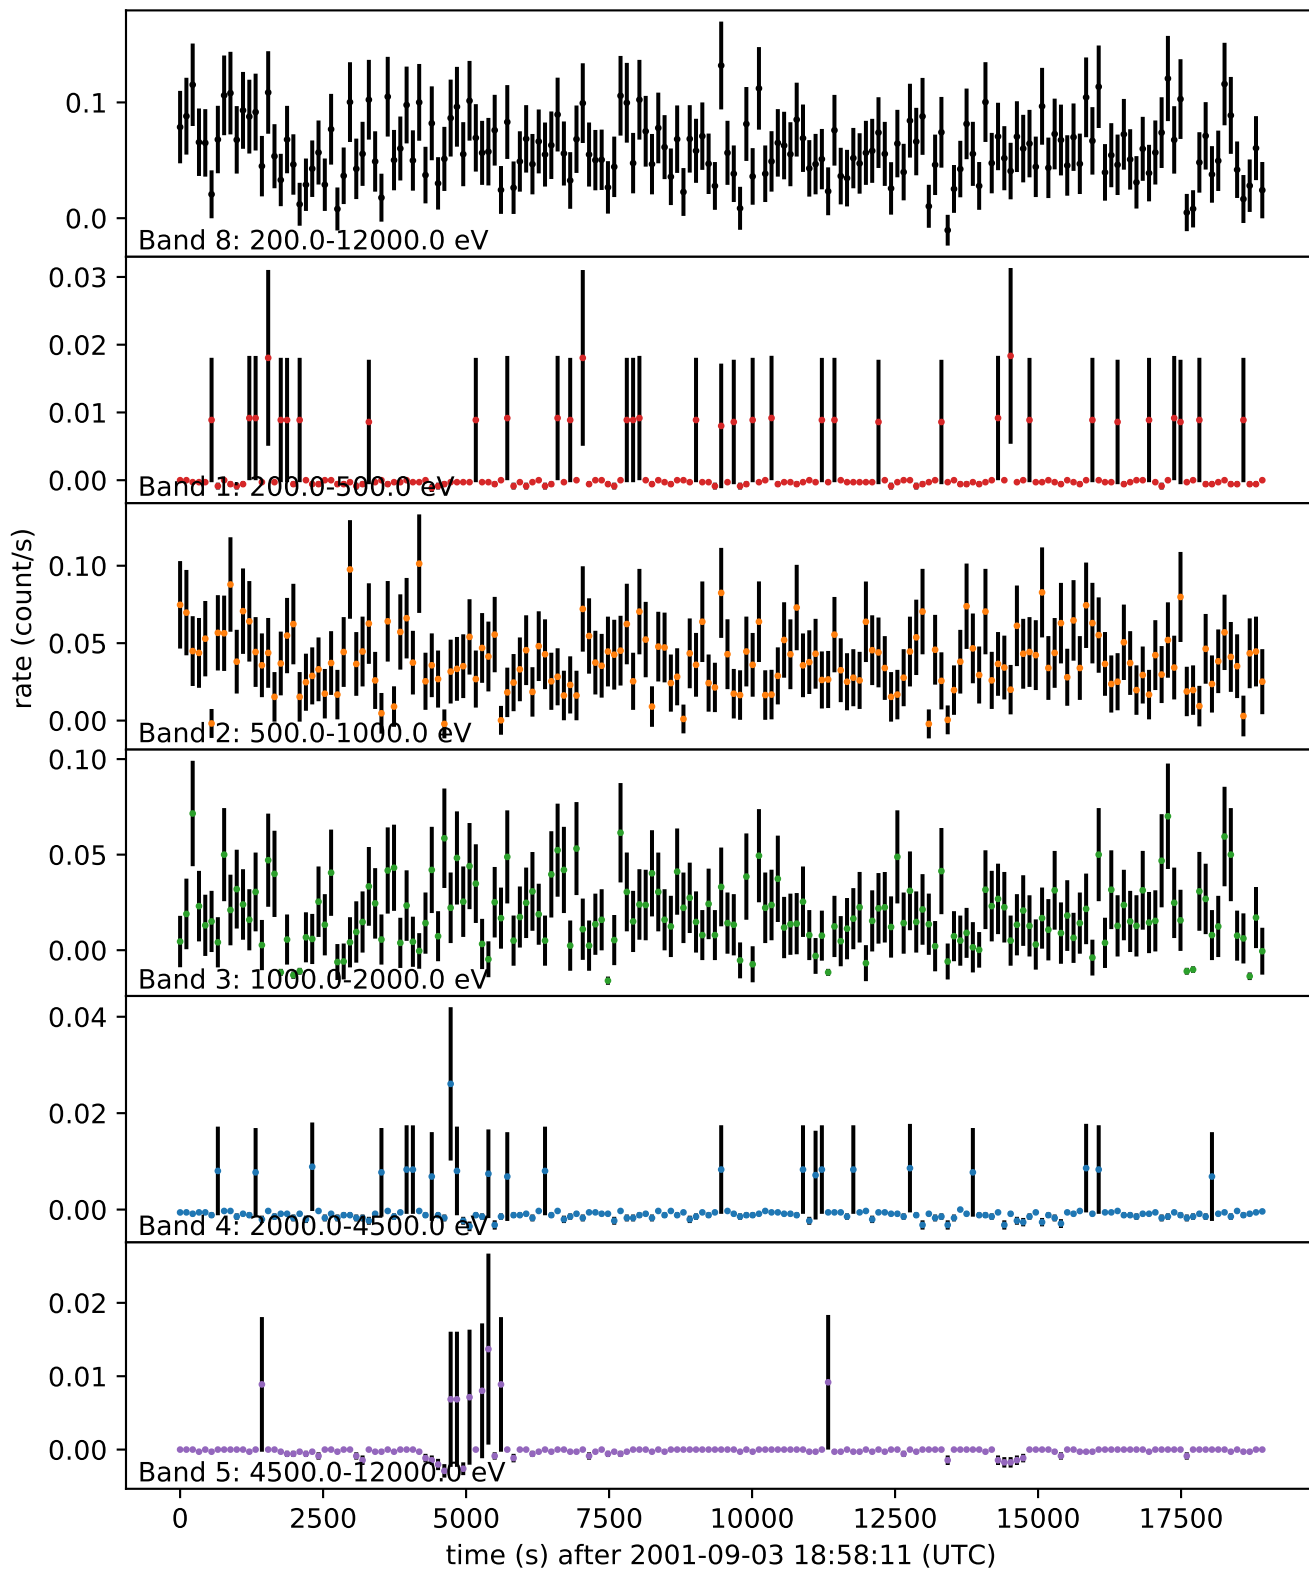 0.1
0.0
Band 8: 200.0-12000.0 eV
0.03
0.02
0.01
0.00
Band 1: 200.0-500.0 eV
0.10
0.05
0.00
Band 2: 500.0-1000.0 eV
rate (count/s)
0.10
0.05
0.00
Band 3: 1000.0-2000.0 eV
0.04
0.02
0.00
Band 4: 2000.0-4500.0 eV
0.02
0.01
0.00
Band 5: 4500.0-12000.0 eV
0 2500 5000 7500 10000 12500 15000 17500
time (s) after 2001-09-03 18:58:11 (UTC)